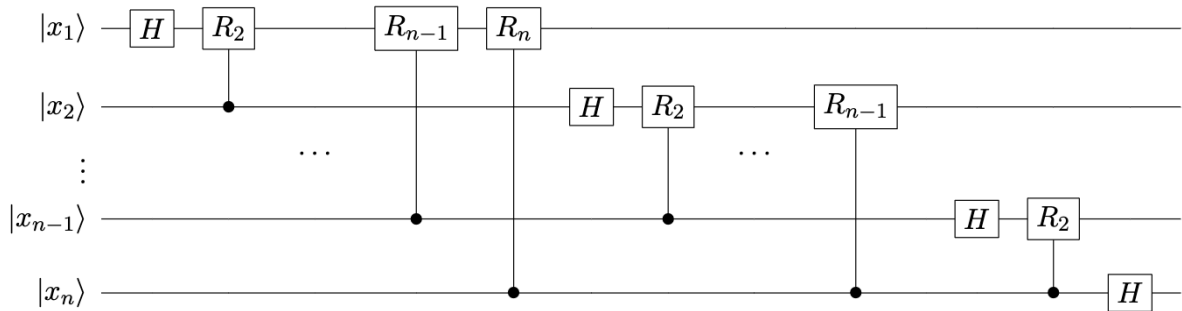 |x₁⟩ H R₂ Rₙ₋₁ Rₙ
|x₂⟩ H R₂ Rₙ₋₁
⋮ ··· ···
|xₙ₋₁⟩ H R₂
|xₙ⟩ H